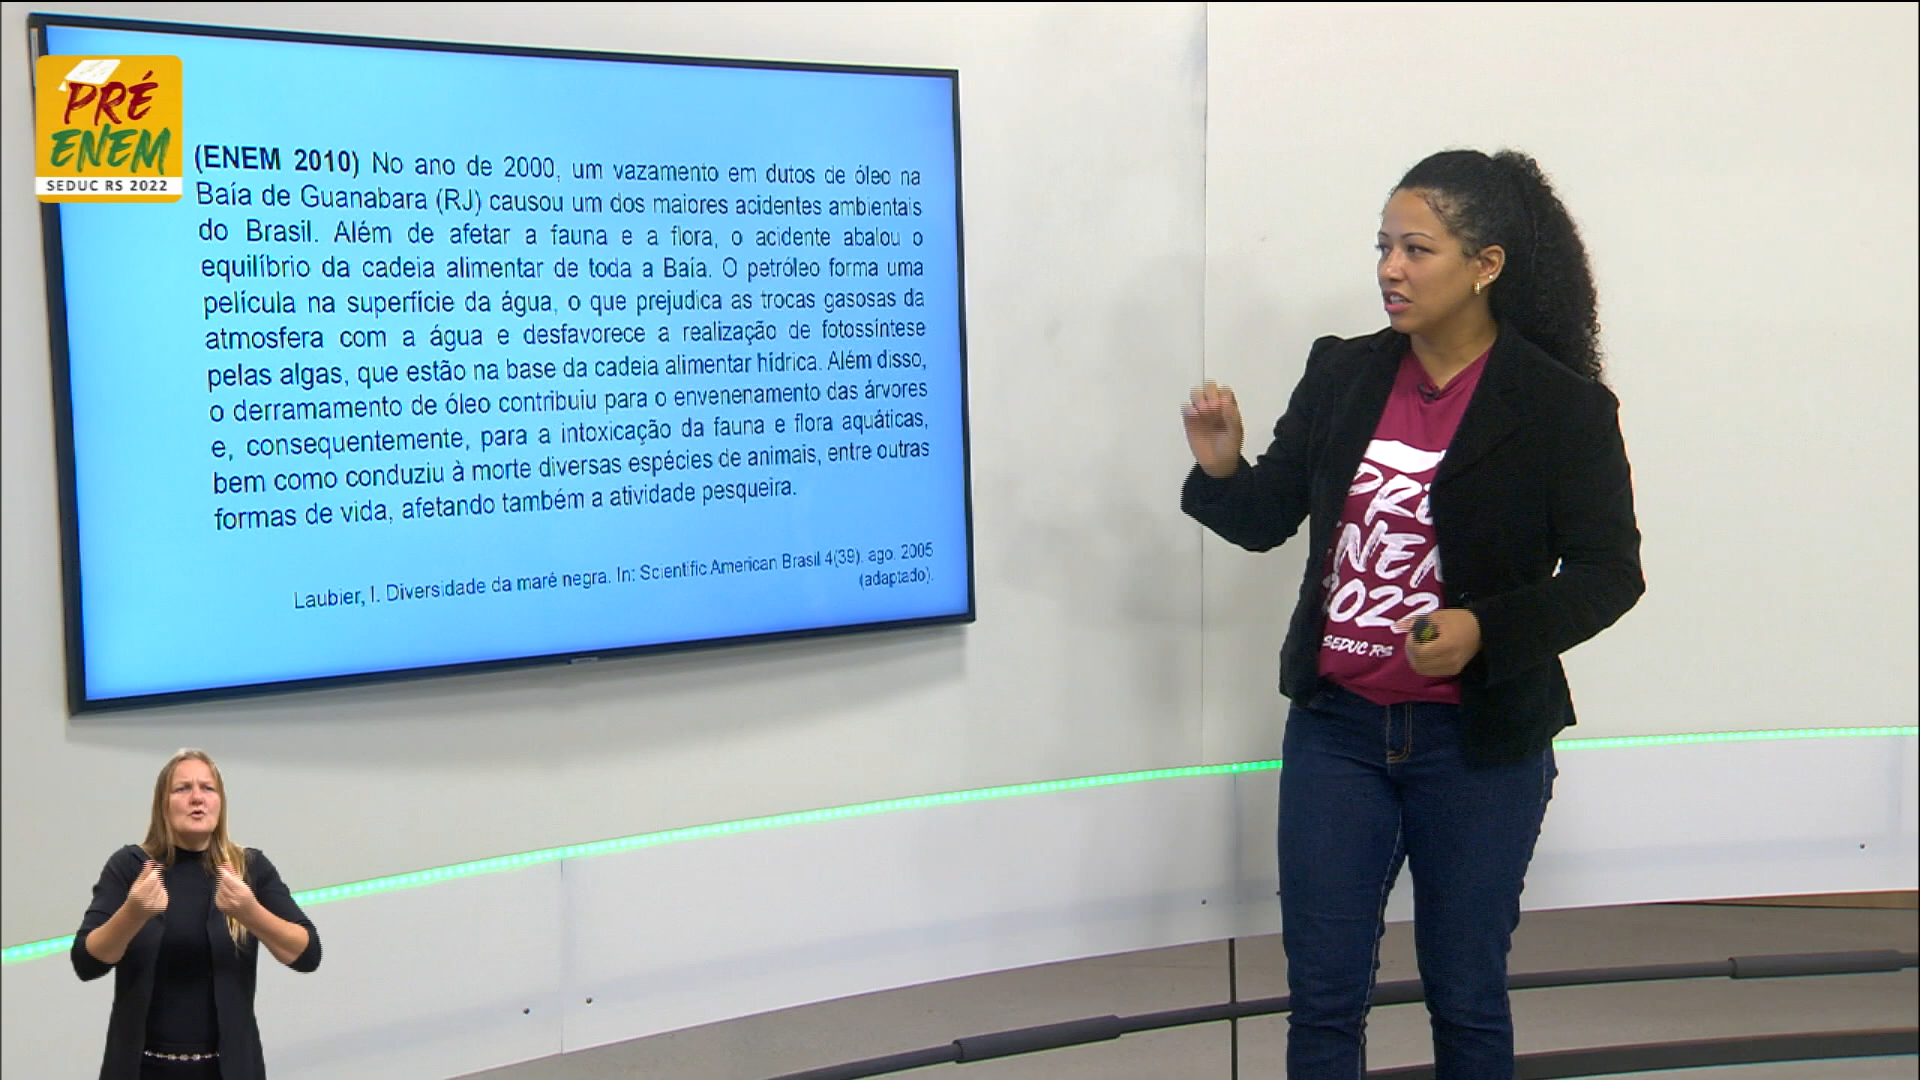 PRÉ
ENEM
SEDUC RS 2022
(ENEM 2010) No ano de 2000, um vazamento em dutos de óleo na
Baía de Guanabara (RJ) causou um dos maiores acidentes ambientais
do Brasil. Além de afetar a fauna e a flora, o acidente abalou o
equilíbrio da cadeia alimentar de toda a Baía. O petróleo forma uma
película na superfície da água, o que prejudica as trocas gasosas da
atmosfera com a água e desfavorece a realização de fotossíntese
pelas algas, que estão na base da cadeia alimentar hídrica. Além disso,
o derramamento de óleo contribuiu para o envenenamento das árvores
e, consequentemente, para a intoxicação da fauna e flora aquáticas,
bem como conduziu à morte diversas espécies de animais, entre outras
formas de vida, afetando também a atividade pesqueira.
Laubier, l. Diversidade da maré negra. In: Scientific American Brasil 4(39). ago. 2005
(adaptado).
PRÉ
ENEM
2022
SEDUC RS